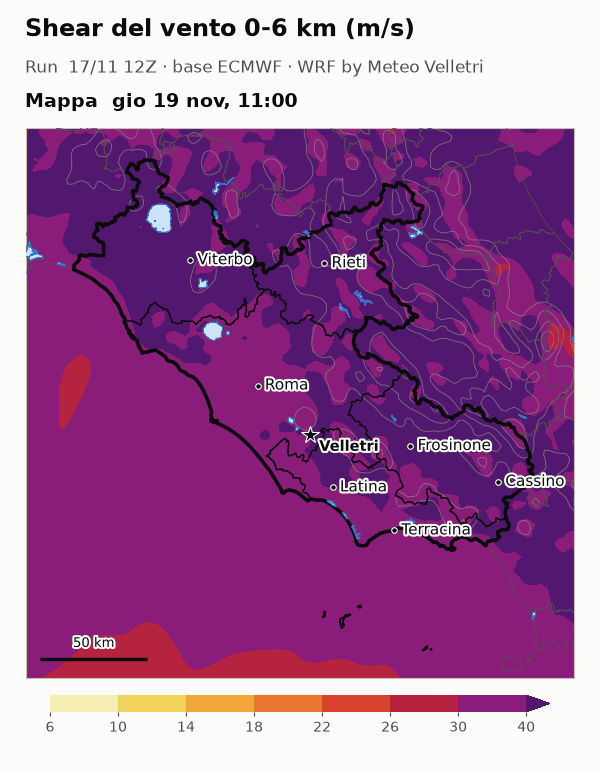 Shear del vento 0-6 km (m/s)
Run  17/11 12Z · base ECMWF · WRF by Meteo Velletri
Mappa  gio 19 nov, 11:00
Viterbo
Rieti
Roma
Velletri
Frosinone
Cassino
Latina
Terracina
50 km
6 10 14 18 22 26 30 40